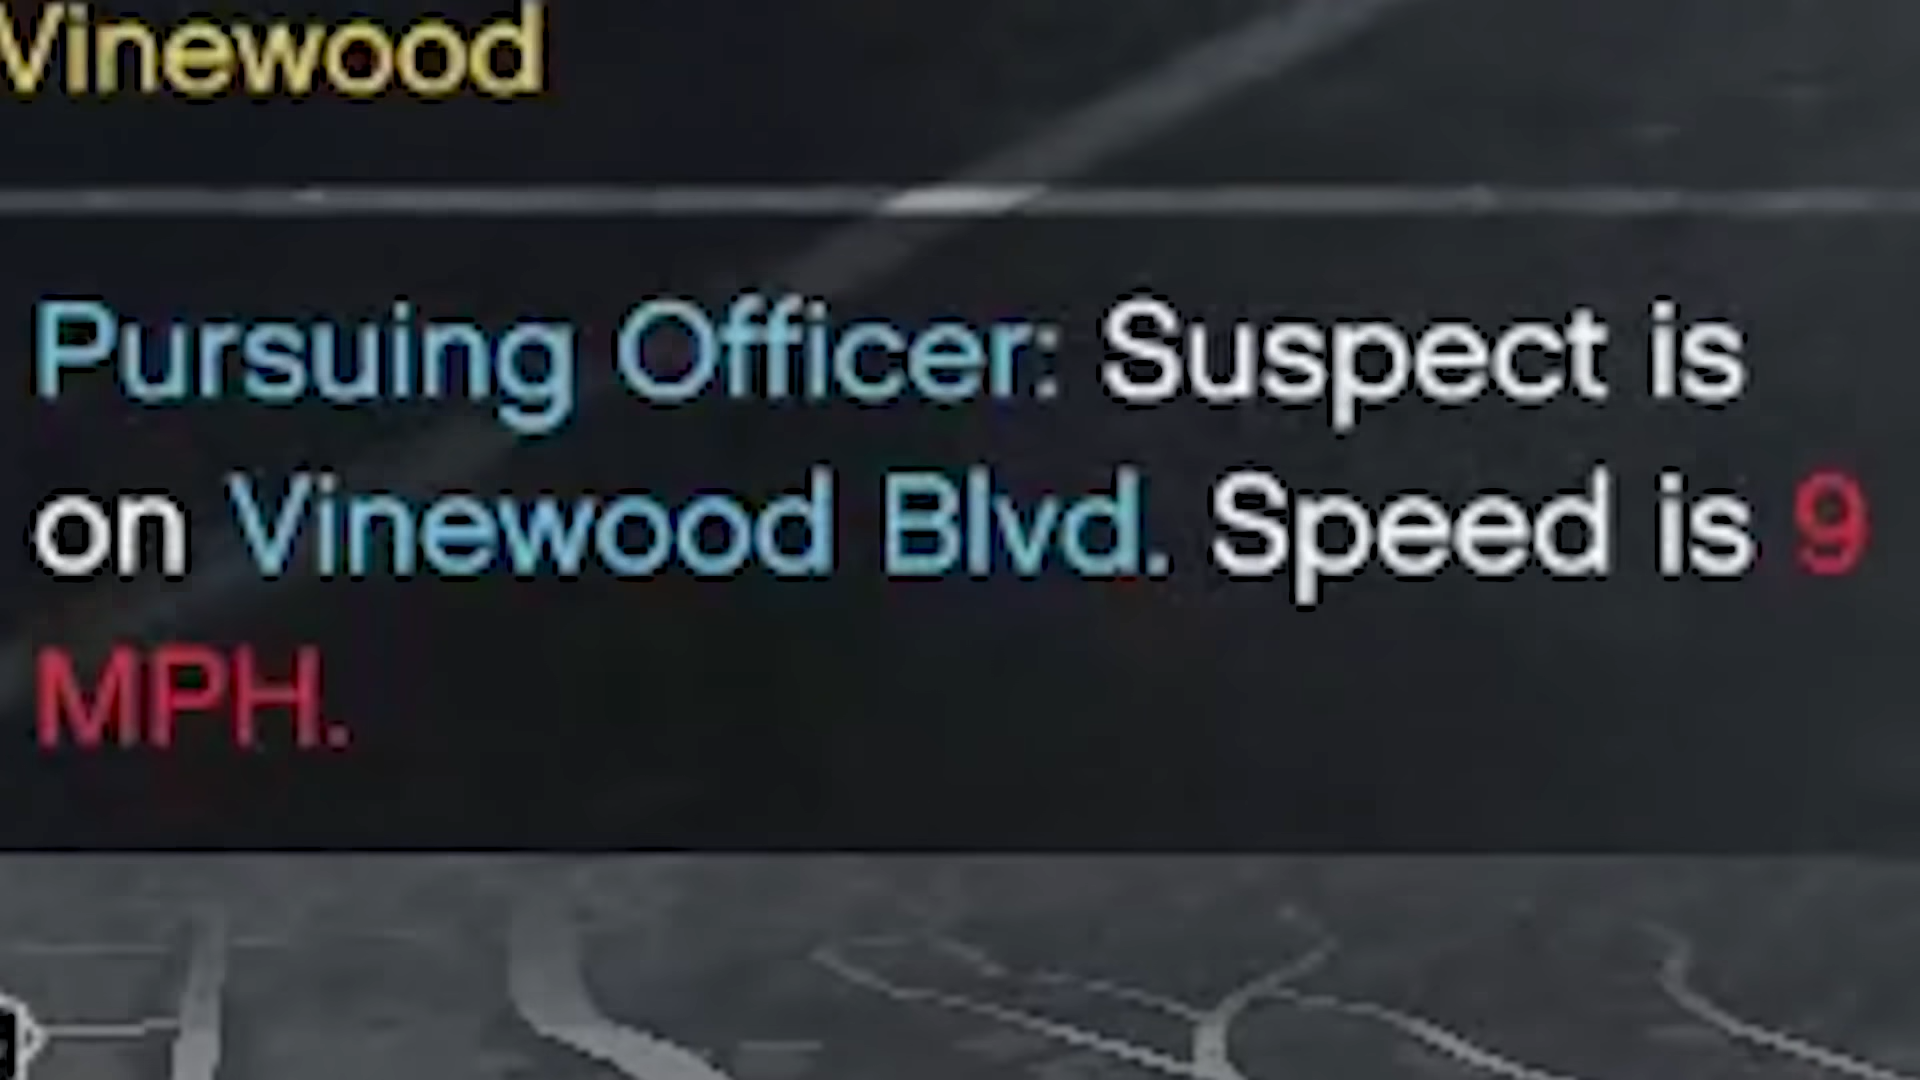 Vinewood
Pursuing Officer: Suspect is
on Vinewood Blvd. Speed is 9
MPH.